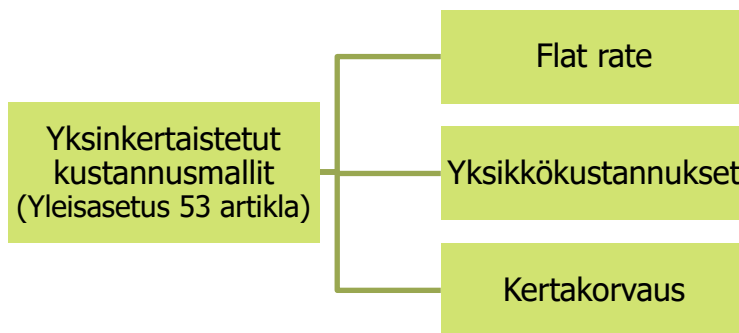 Yksinkertaistetut
kustannusmallit
(Yleisasetus 53 artikla)
Flat rate
Yksikkökustannukset
Kertakorvaus